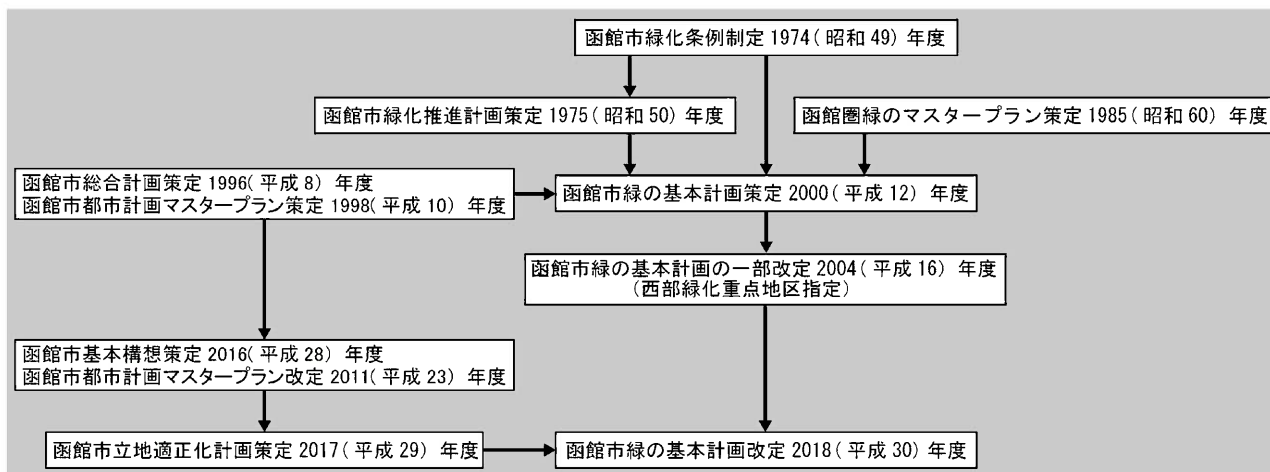 函館市緑化条例制定 1974(昭和 49) 年度
函館市緑化推進計画策定 1975(昭和 50) 年度
函館圏緑のマスタープラン策定 1985(昭和 60) 年度
函館市総合計画策定 1996(平成 8) 年度
函館市都市計画マスタープラン策定 1998(平成 10) 年度
函館市緑の基本計画策定 2000(平成 12) 年度
函館市緑の基本計画の一部改定 2004(平成 16) 年度
(西部緑化重点地区指定)
函館市基本構想策定 2016(平成 28) 年度
函館市都市計画マスタープラン改定 2011(平成 23) 年度
函館市立地適正化計画策定 2017(平成 29) 年度
函館市緑の基本計画改定 2018(平成 30) 年度